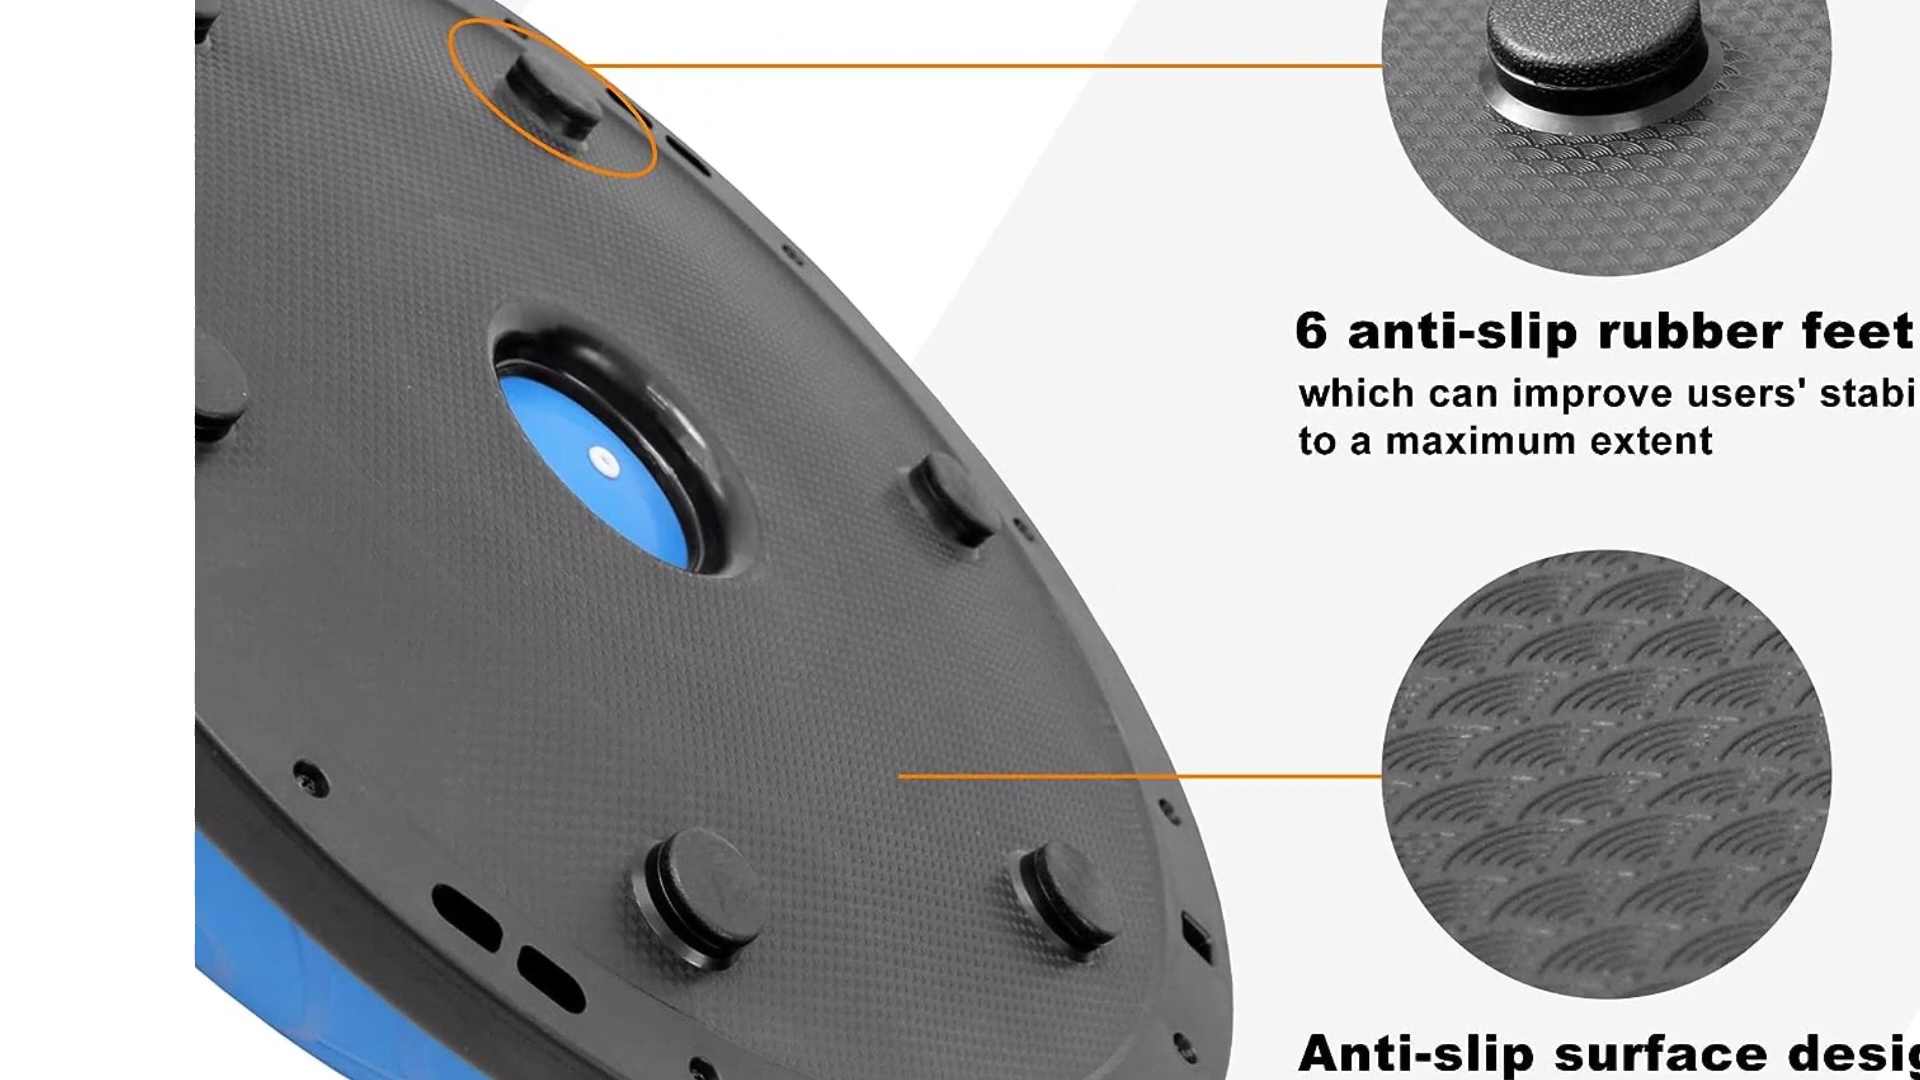 6 anti-slip rubber feet
which can improve users' stabi
to a maximum extent
Anti-slip surface desig